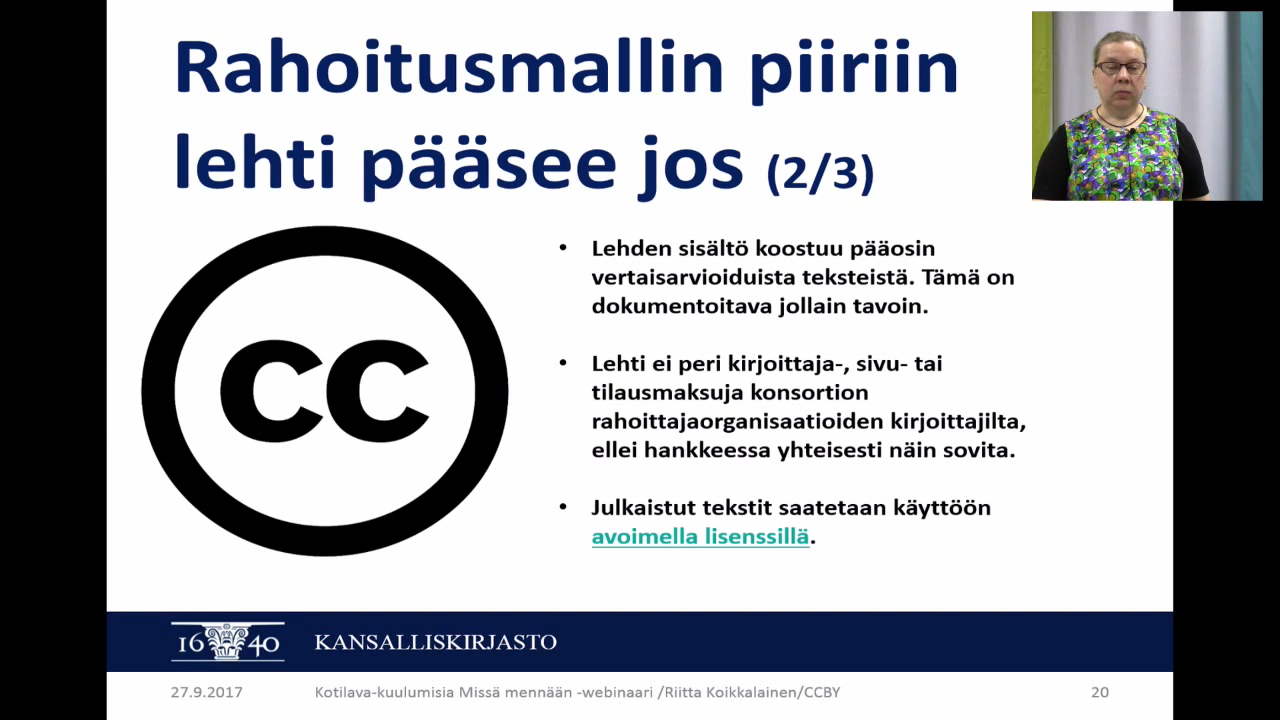 Rahoitusmallin piiriin
lehti pääsee jos (2/3)
cc
• Lehden sisältö koostuu pääosin
vertaisarvioiduista teksteistä. Tämä on
dokumentoitava jollain tavoin.
• Lehti ei peri kirjoittaja-, sivu- tai
tilausmaksuja konsortion
rahoittajaorganisaatioiden kirjoittajilta,
ellei hankkeessa yhteisesti näin sovita.
• Julkaistut tekstit saatetaan käyttöön
avoimella lisenssillä.
16 40 KANSALLISKIRJASTO
27.9.2017 Kotilava-kuulumisia Missä mennään -webinaari /Riitta Koikkalainen/CCBY 20